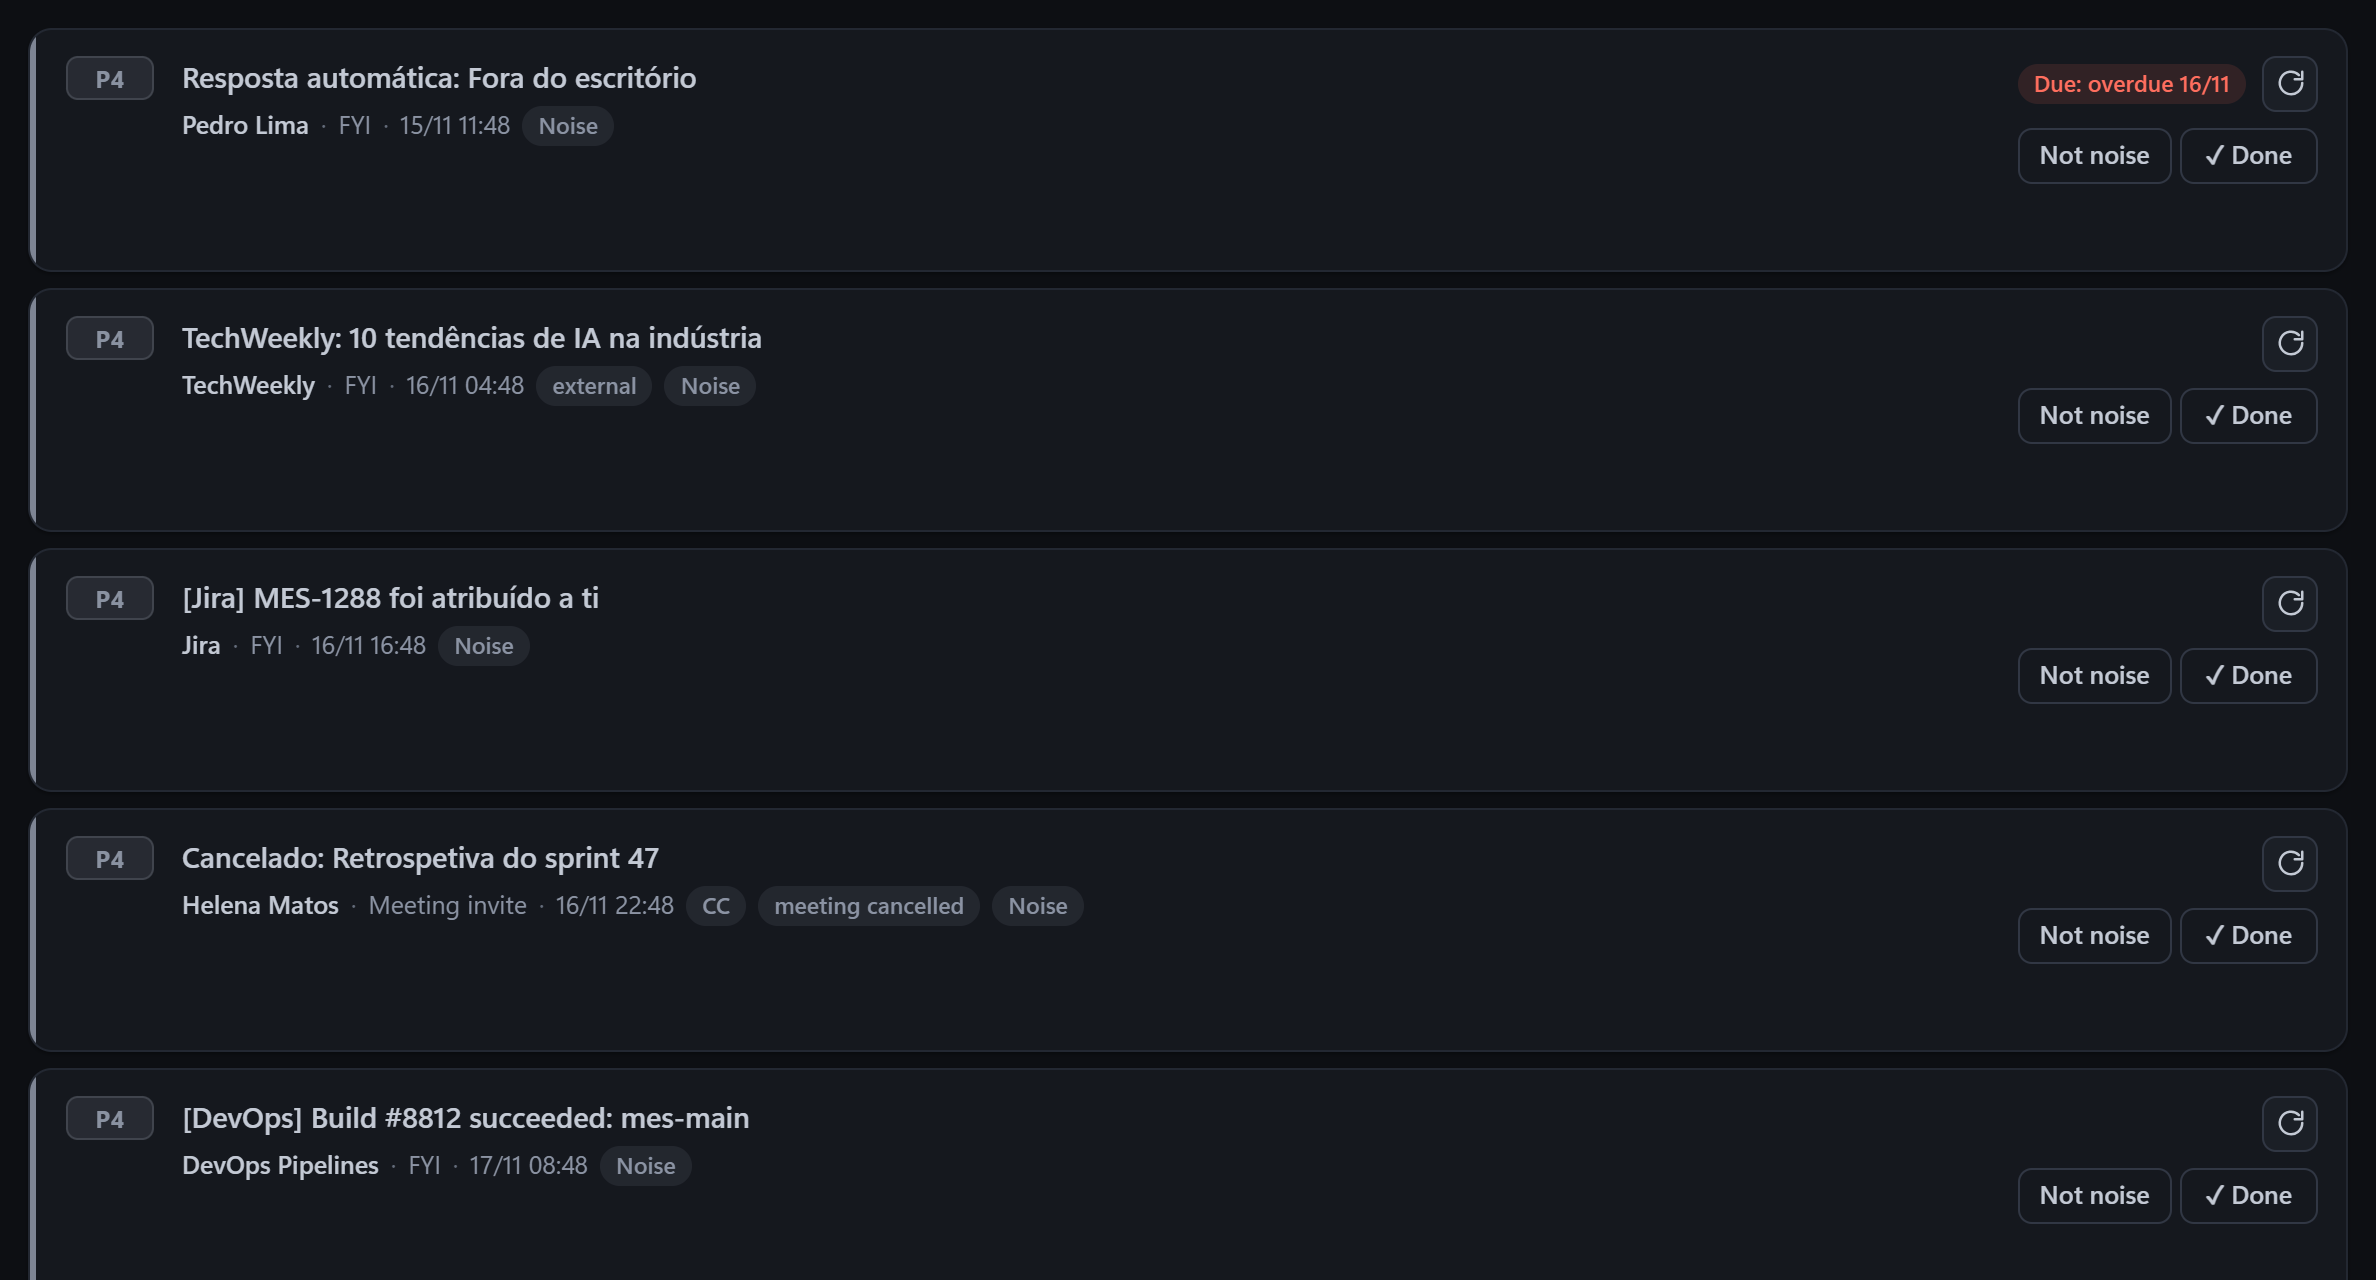 P4 Resposta automática: Fora do escritório Due: overdue 16/11
Pedro Lima · FYI · 15/11 11:48 Noise
Not noise ✓ Done
P4 TechWeekly: 10 tendências de IA na indústria
TechWeekly · FYI · 16/11 04:48 external Noise
Not noise ✓ Done
P4 [Jira] MES-1288 foi atribuído a ti
Jira · FYI · 16/11 16:48 Noise
Not noise ✓ Done
P4 Cancelado: Retrospetiva do sprint 47
Helena Matos · Meeting invite · 16/11 22:48 CC meeting cancelled Noise
Not noise ✓ Done
P4 [DevOps] Build #8812 succeeded: mes-main
DevOps Pipelines · FYI · 17/11 08:48 Noise
Not noise ✓ Done